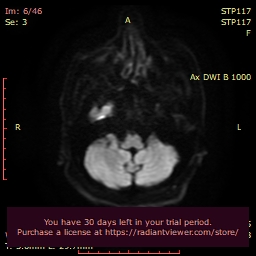 Im: 6/46
STP117
Se: 3
STP117
F
A
Ax DWI B 1000
R
L
You have 30 days left in your trial period.
Purchase a license at https://radiantviewer.com/store/